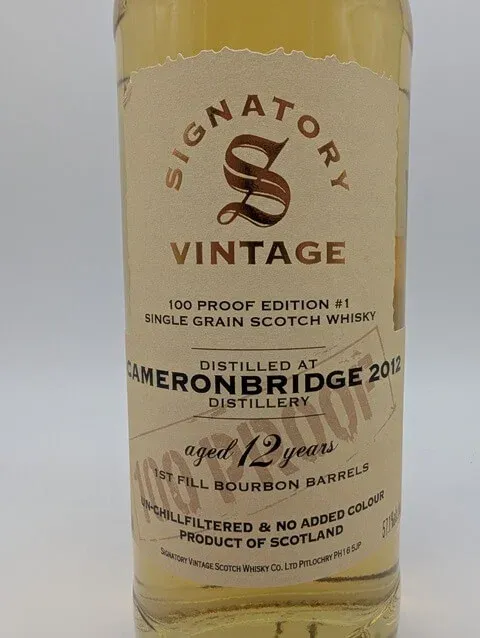 SIGNATORY
S
VINTAGE
100 PROOF EDITION #1
SINGLE GRAIN SCOTCH WHISKY
DISTILLED AT
CAMERONBRIDGE 2012
DISTILLERY
100 PROOF
aged 12 years
1ST FILL BOURBON BARRELS
UN-CHILLFILTERED & NO ADDED COLOUR
PRODUCT OF SCOTLAND
57.1%
SIGNATORY VINTAGE SCOTCH WHISKY CO. LTD PITLOCHRY PH16 5JP